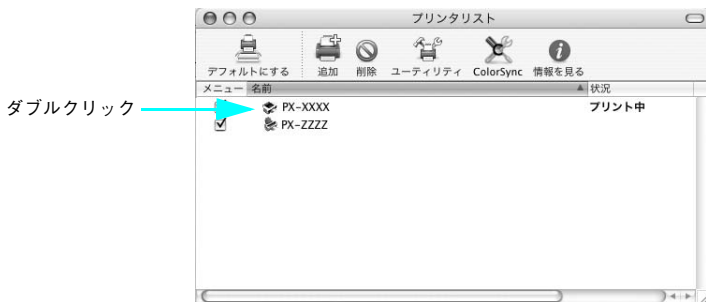 プリンタリスト
デフォルトにする 追加 削除 ユーティリティ ColorSync 情報を見る
メニュー 名前 状況
ダブルクリック PX-XXXX プリント中
PX-ZZZZ